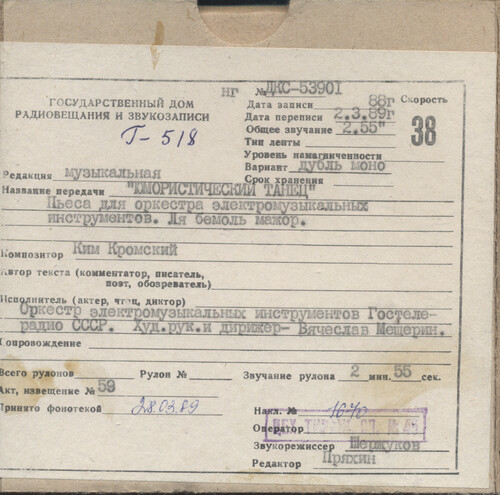 нг № ДКС-53901
ГОСУДАРСТВЕННЫЙ ДОМ
РАДИОВЕЩАНИЯ И ЗВУКОЗАПИСИ
Т-518
Дата записи 88г Скорость
Дата переписи 2.3.89г
Общее звучание 2.55" 38
Тип ленты
Уровень намагниченности
Вариант дубль моно
Срок хранения
Редакция музыкальная
Название передачи "ЮМОРИСТИЧЕСКИЙ ТАНЕЦ"
Пьеса для оркестра электромузыкальных
инструментов. Ля бемоль мажор.
Композитор Ким Кромский
Автор текста (комментатор, писатель,
поэт, обозреватель)
Исполнитель (актер, чтец, диктор)
Оркестр электромузыкальных инструментов Гостеле-
радио СССР. Худ.рук.и дирижер- Вячеслав Мещерин.
Сопровождение
Всего рулонов Рулон № Звучание рулона 2 мин. 55 сек.
Акт, извещение № 59
Принято фонотекой 28.03.89
Накл. № 1670
Оператор
Звукорежиссер Шершуков
Редактор Пряхин